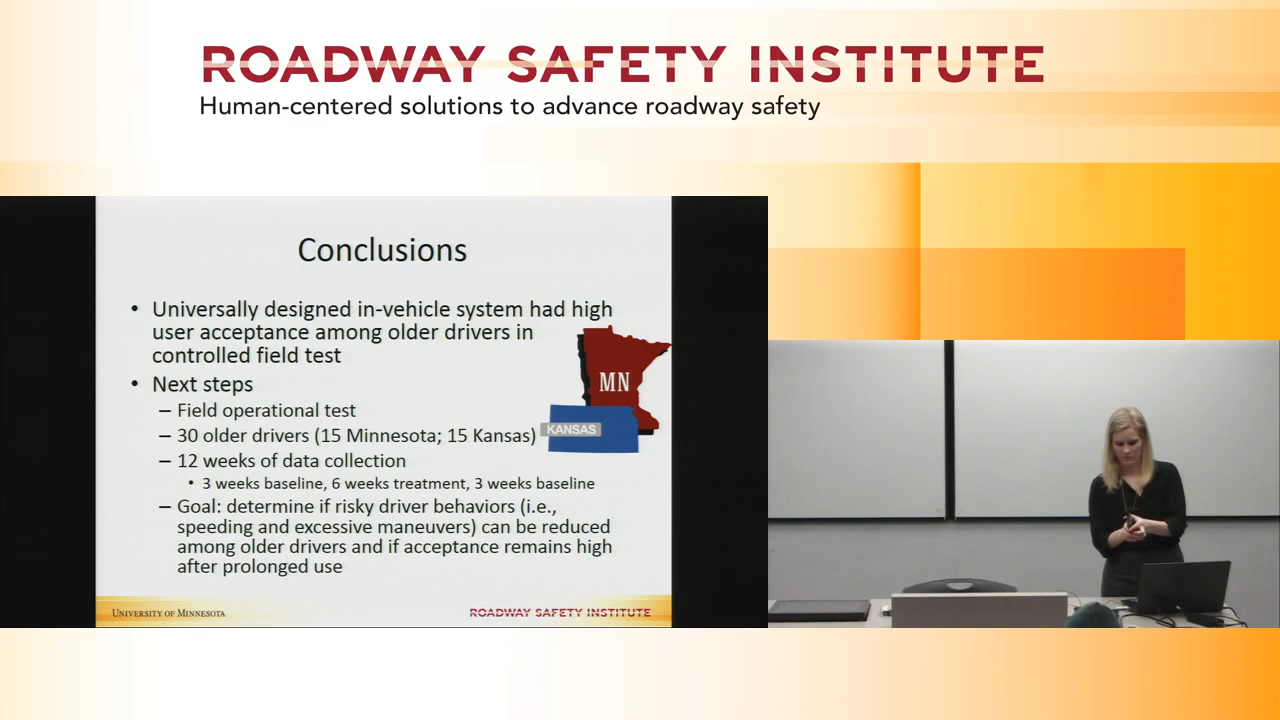 ROADWAY SAFETY INSTITUTE
Human-centered solutions to advance roadway safety
Conclusions
• Universally designed in-vehicle system had high
user acceptance among older drivers in
controlled field test
• Next steps
– Field operational test
– 30 older drivers (15 Minnesota; 15 Kansas)
– 12 weeks of data collection
• 3 weeks baseline, 6 weeks treatment, 3 weeks baseline
– Goal: determine if risky driver behaviors (i.e.,
speeding and excessive maneuvers) can be reduced
among older drivers and if acceptance remains high
after prolonged use
MN
KANSAS
UNIVERSITY OF MINNESOTA
ROADWAY SAFETY INSTITUTE